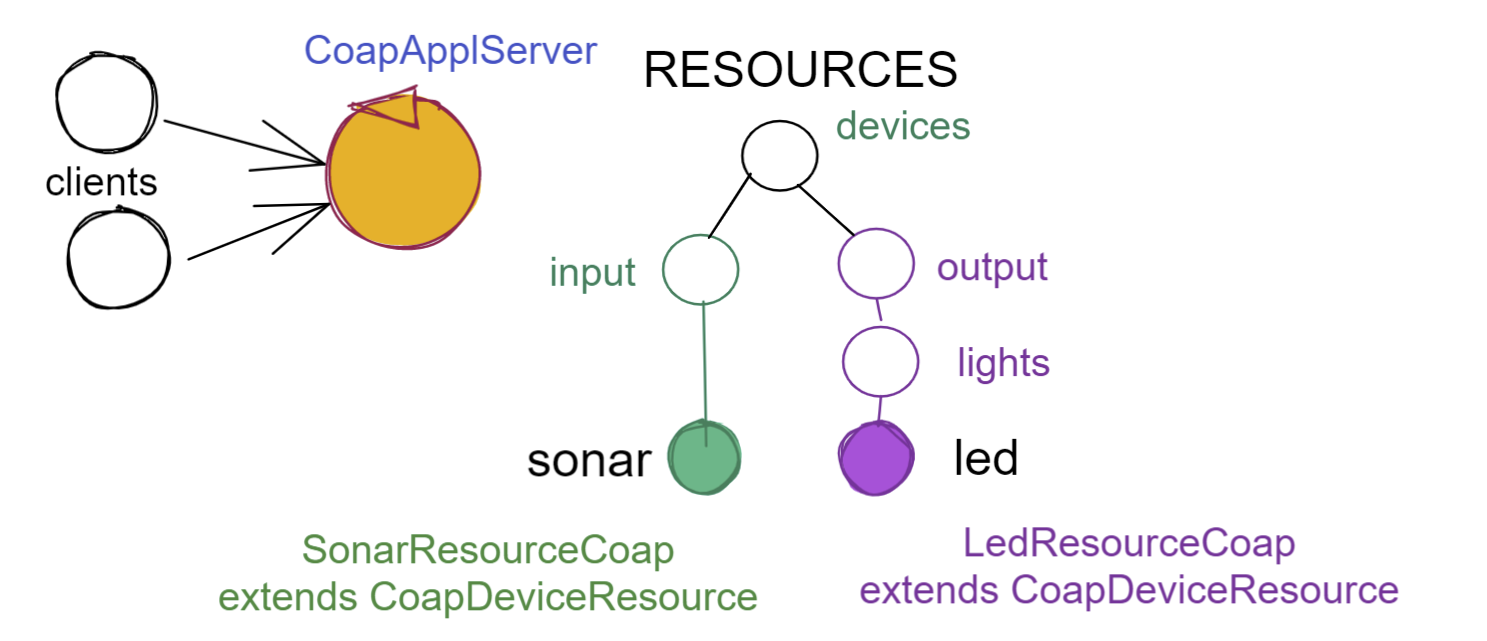 CoapApplServer
RESOURCES
devices
clients
input
output
lights
sonar
led
SonarResourceCoap
extends CoapDeviceResource
LedResourceCoap
extends CoapDeviceResource